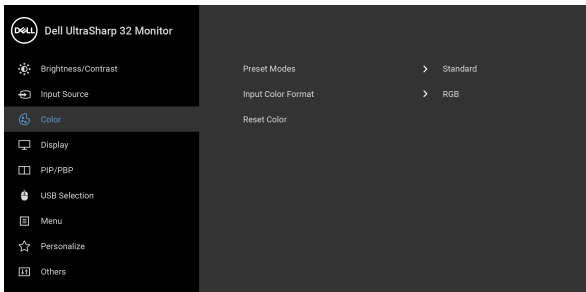 DELL Dell UltraSharp 32 Monitor
Brightness/Contrast
Preset Modes > Standard
Input Source
Input Color Format > RGB
Color
Reset Color
Display
PIP/PBP
USB Selection
Menu
Personalize
Others